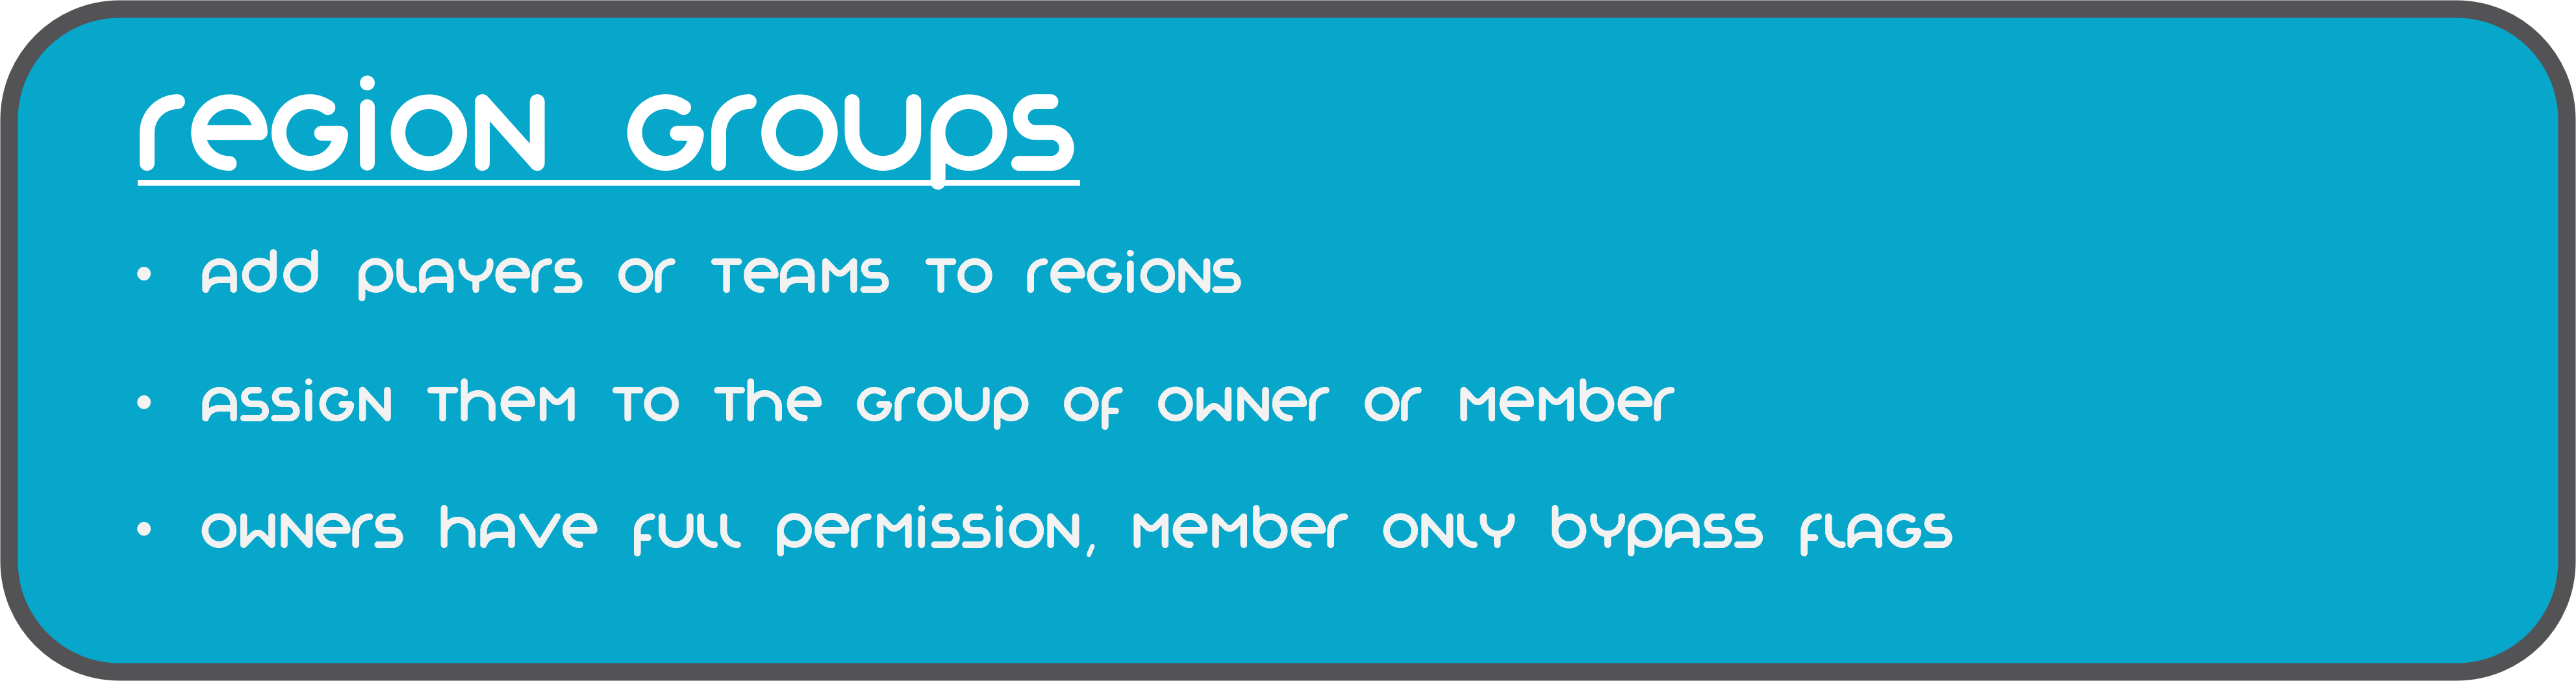 Region Groups
• Add players or teams to regions
• Assign them to the group of owner or member
• Owners have full permission, member only bypass flags